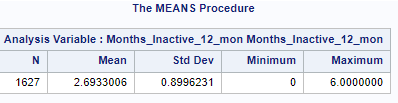 The MEANS Procedure
Analysis Variable : Months_Inactive_12_mon Months_Inactive_12_mon
N Mean Std Dev Minimum Maximum
1627 2.6933006 0.8996231 0 6.0000000